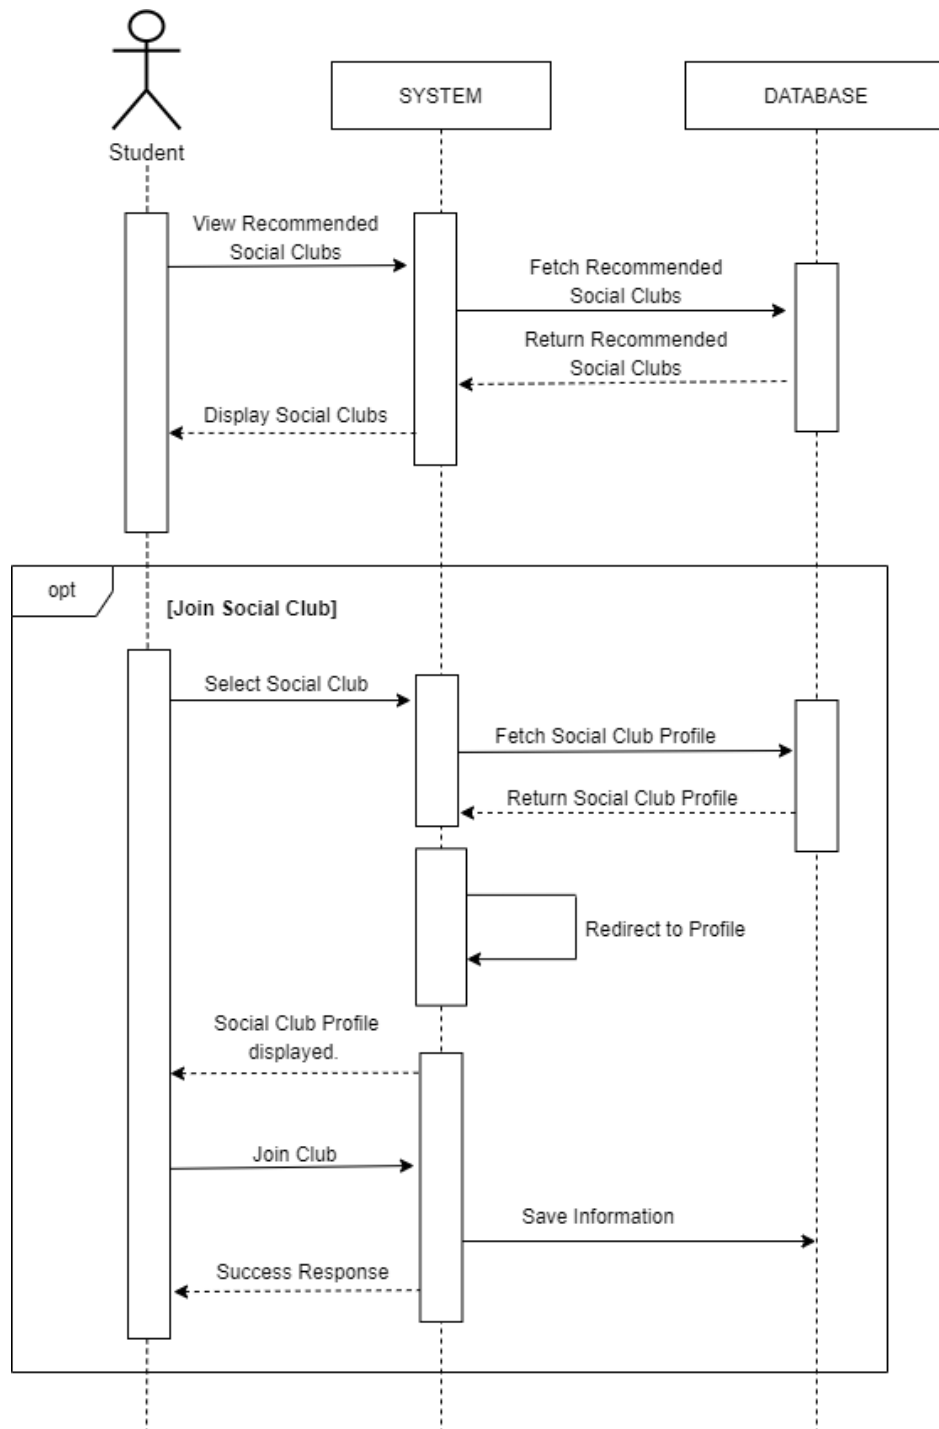 Student
SYSTEM
DATABASE
View Recommended
Social Clubs
Fetch Recommended
Social Clubs
Return Recommended
Social Clubs
Display Social Clubs
opt
[Join Social Club]
Select Social Club
Fetch Social Club Profile
Return Social Club Profile
Redirect to Profile
Social Club Profile
displayed.
Join Club
Save Information
Success Response